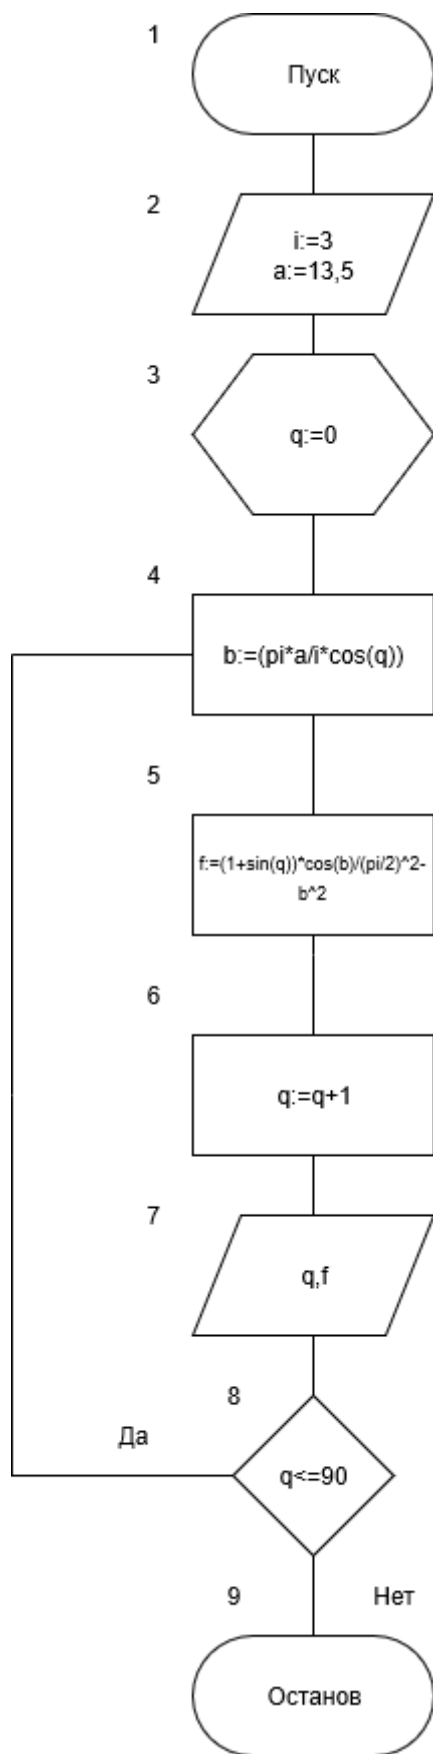 1
Пуск
2
i:=3
a:=13,5
3
q:=0
4
b:=(pi*a/i*cos(q))
5
f:=(1+sin(q))*cos(b)/(pi/2)^2-
b^2
6
q:=q+1
7
q,f
8
Да
q<=90
9
Нет
Останов